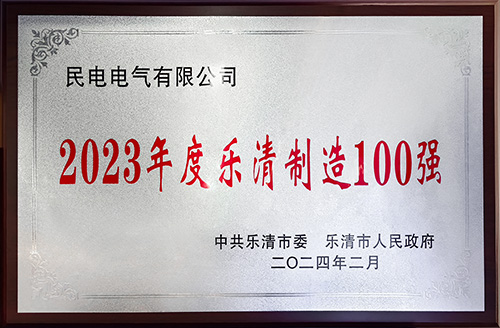 民电电气有限公司
2023年度乐清制造100强
中共乐清市委 乐清市人民政府
二〇二四年二月